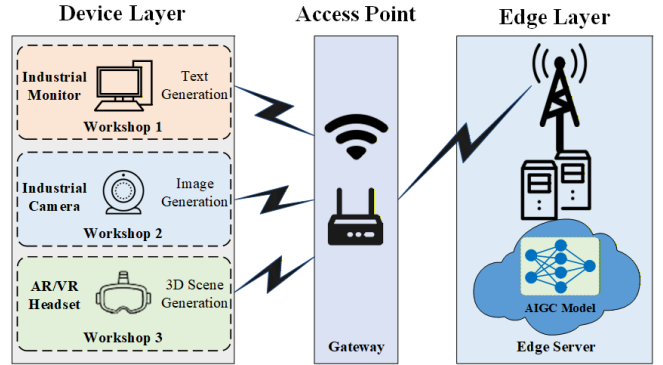 Device Layer
Access Point
Edge Layer
Industrial
Monitor
Text
Generation
Workshop 1
Industrial
Camera
Image
Generation
Workshop 2
AR/VR
Headset
3D Scene
Generation
Workshop 3
Gateway
AIGC Model
Edge Server